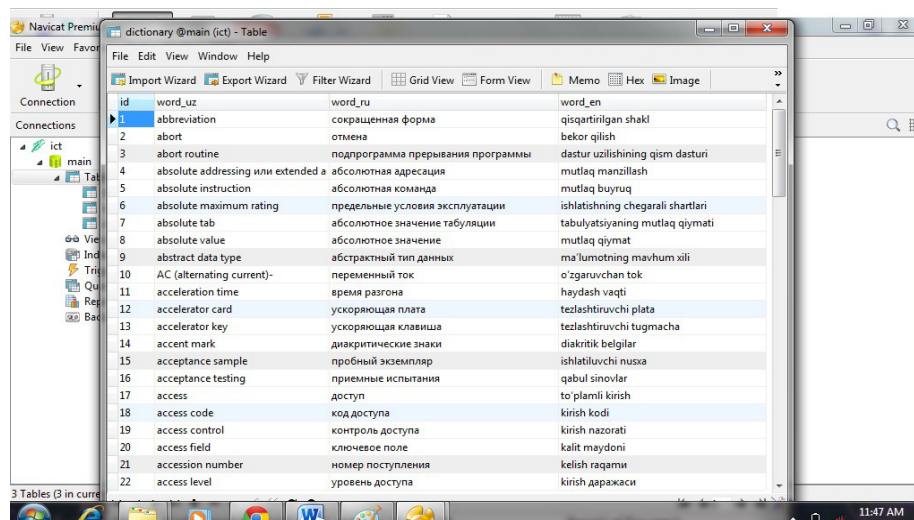 Navicat Premiu
dictionary @main (ict) - Table
File View Favor
File Edit View Window Help
Import Wizard Export Wizard Filter Wizard Grid View Form View Memo Hex Image
Connection
Connections
ict
main
Tab
Vie
Ind
Trig
Qu
Rep
Bac
id word_uz word_ru word_en
1 abbreviation сокращенная форма qisqartirilgan shakl
2 abort отмена bekor qilish
3 abort routine подпрограмма прерывания программы dastur uzilishining qism dasturi
4 absolute addressing или extended a абсолютная адресация mutlaq manzillash
5 absolute instruction абсолютная команда mutlaq buyruq
6 absolute maximum rating предельные условия эксплуатации ishlatishning chegarali shartlari
7 absolute tab абсолютное значение табуляции tabulyatsiyaning mutlaq qiymati
8 absolute value абсолютное значение mutlaq qiymat
9 abstract data type абстрактный тип данных ma'lumotning mavhum xili
10 AC (alternating current)- переменный ток o'zgaruvchan tok
11 acceleration time время разгона haydash vaqti
12 accelerator card ускоряющая плата tezlashtiruvchi plata
13 accelerator key ускоряющая клавиша tezlashtiruvchi tugmacha
14 accent mark диакритические знаки diakritik belgilar
15 acceptance sample пробный экземпляр ishlatiluvchi nusxa
16 acceptance testing приемные испытания qabul sinovlar
17 access доступ to'plamli kirish
18 access code код доступа kirish kodi
19 access control контроль доступа kirish nazorati
20 access field ключевое поле kalit maydoni
21 accession number номер поступления kelish raqami
22 access level уровень доступа kirish даражаси
3 Tables (3 in curre
11:47 AM